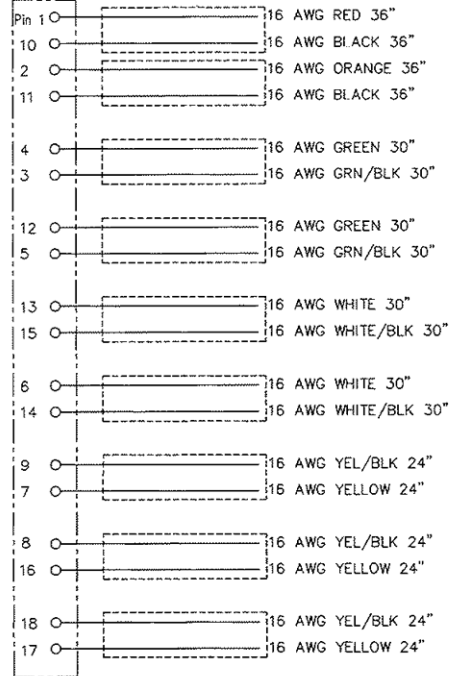 Pin 1 16 AWG RED 36"
10 16 AWG BLACK 36"
2 16 AWG ORANGE 36"
11 16 AWG BLACK 36"
4 16 AWG GREEN 30"
3 16 AWG GRN/BLK 30"
12 16 AWG GREEN 30"
5 16 AWG GRN/BLK 30"
13 16 AWG WHITE 30"
15 16 AWG WHITE/BLK 30"
6 16 AWG WHITE 30"
14 16 AWG WHITE/BLK 30"
9 16 AWG YEL/BLK 24"
7 16 AWG YELLOW 24"
8 16 AWG YEL/BLK 24"
16 16 AWG YELLOW 24"
18 16 AWG YEL/BLK 24"
17 16 AWG YELLOW 24"